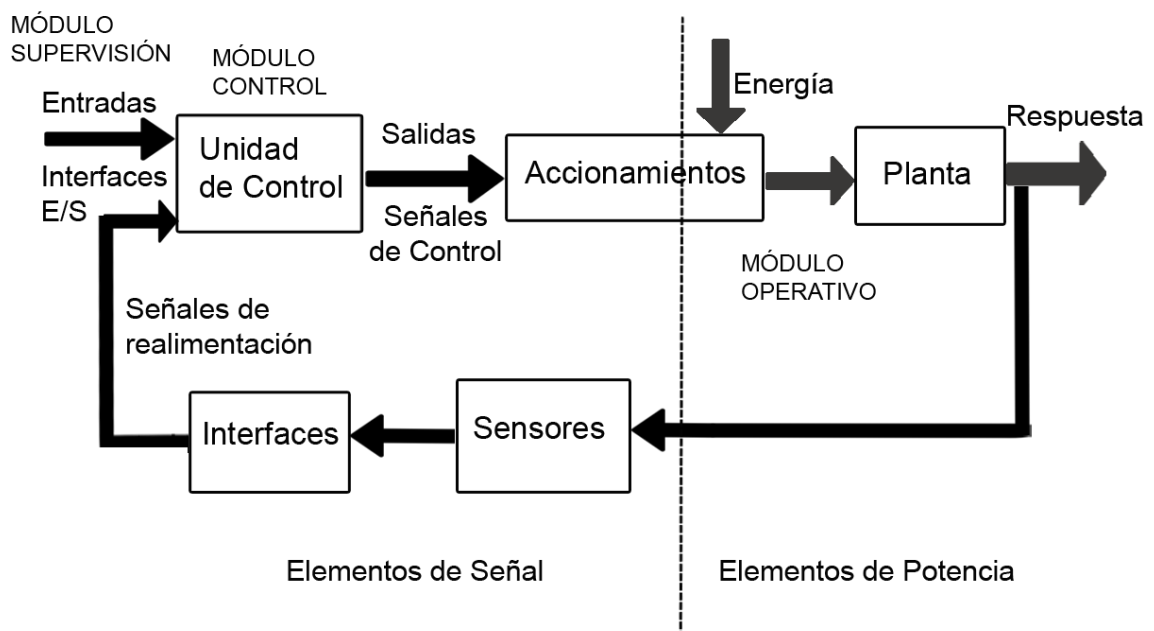 MÓDULO
SUPERVISIÓN
MÓDULO
CONTROL
Entradas
Interfaces
E/S
Unidad
de Control
Salidas
Señales
de Control
Accionamientos
Energía
Planta
Respuesta
MÓDULO
OPERATIVO
Señales de
realimentación
Interfaces
Sensores
Elementos de Señal
Elementos de Potencia